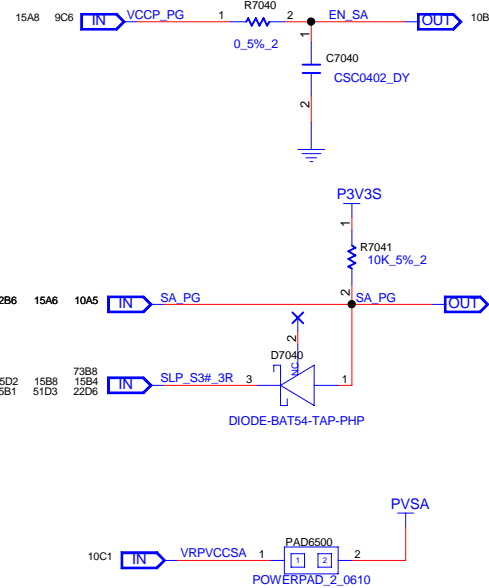 R7040
15A8 9C6 IN VCCP_PG 1 2 EN_SA OUT 10B
0_5%_2
1
C7040
CSC0402_DY
2
P3V3S
1
R7041
10K_5%_2
2
2B6 15A6 10A5 IN SA_PG SA_PG OUT
2
D7040
NC
73B8
5D2 15B8 15B4 IN SLP_S3#_3R 3 1
5B1 51D3 22D6
DIODE-BAT54-TAP-PHP
PVSA
PAD6500
10C1 IN VRPVCCSA 1 1 2 2
POWERPAD_2_0610